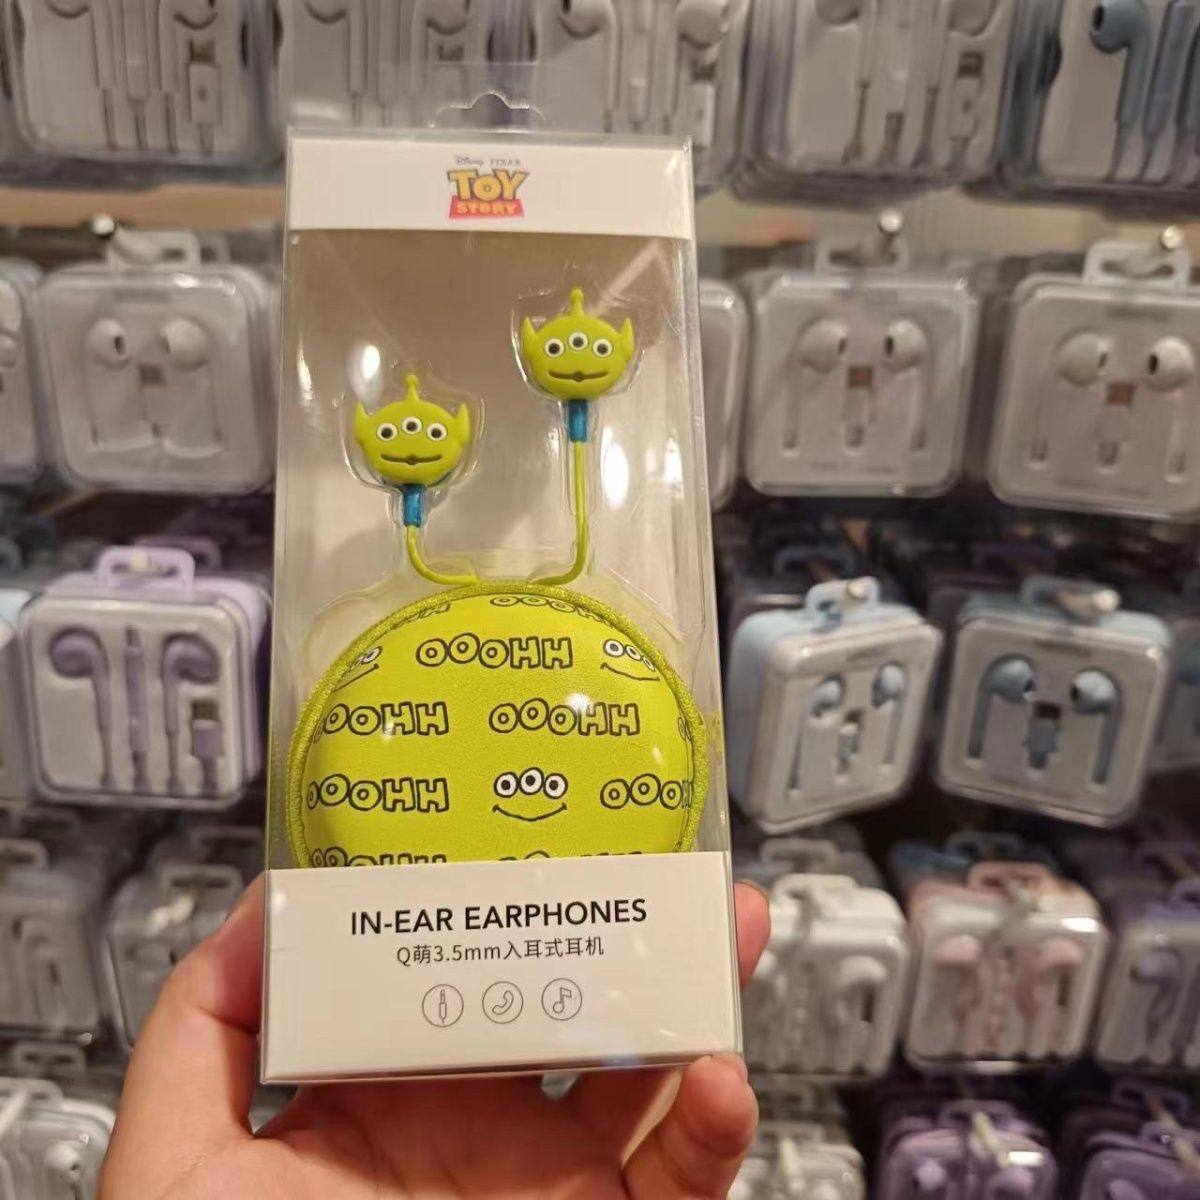 Disney PIXAR
TOY
STORY
OOOHH
OOOHH OOOHH
OOOHH OOO
IN-EAR EARPHONES
Q萌3.5mm入耳式耳机